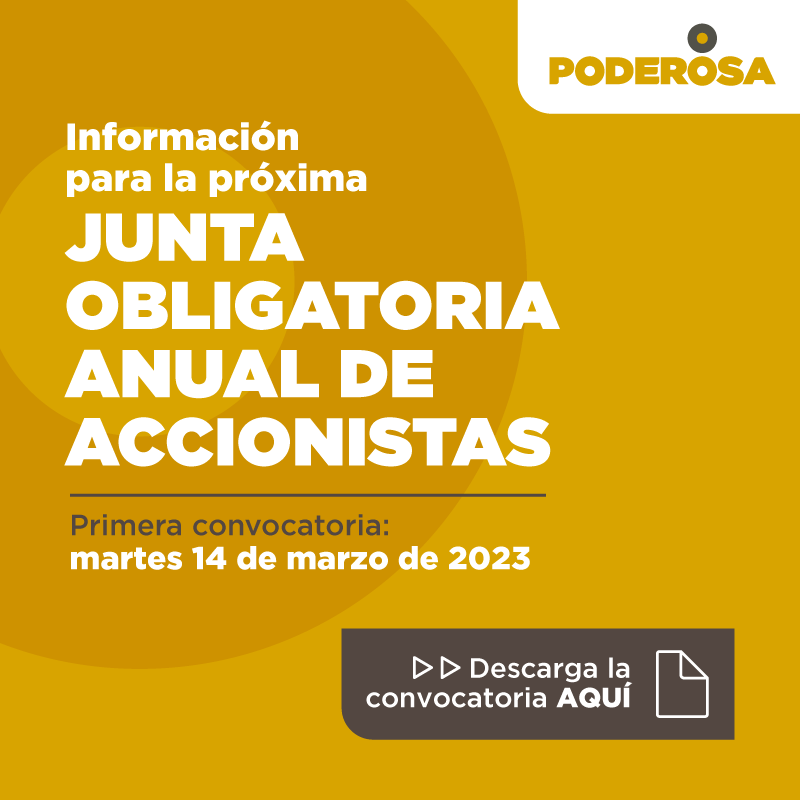 PODEROSA
Información
para la próxima
JUNTA
OBLIGATORIA
ANUAL DE
ACCIONISTAS
Primera convocatoria:
martes 14 de marzo de 2023
Descarga la
convocatoria AQUÍ